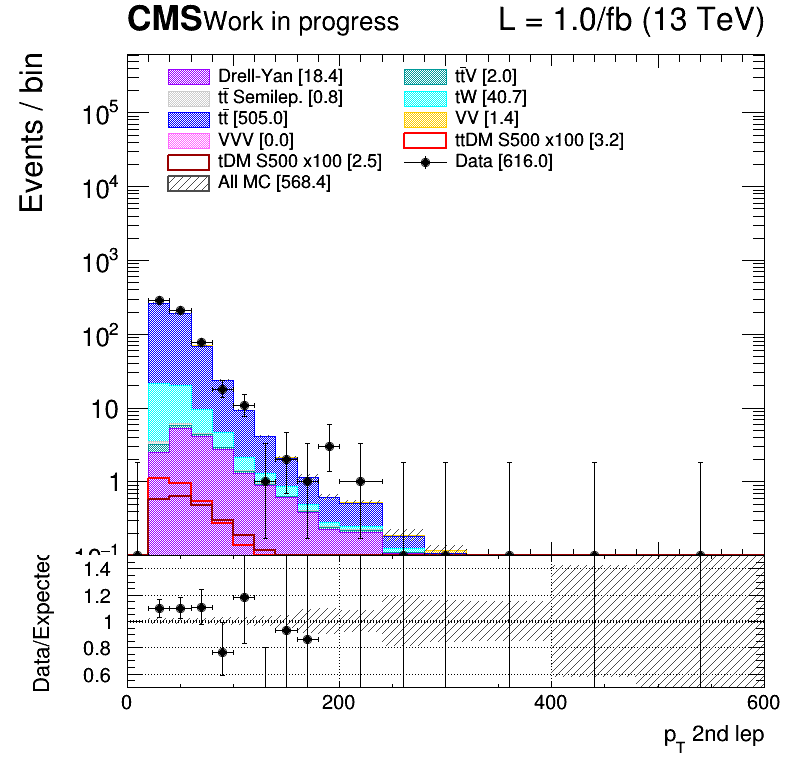 CMS Work in progress L = 1.0/fb (13 TeV)
Events / bin
Drell-Yan [18.4] tt̄V [2.0]
tt̄ Semilep. [0.8] tW [40.7]
tt̄ [505.0] VV [1.4]
VVV [0.0] ttDM S500 x100 [3.2]
tDM S500 x100 [2.5] Data [616.0]
All MC [568.4]
10⁵
10⁴
10³
10²
10
1
10⁻¹
Data/Expected
1.4
1.2
1
0.8
0.6
0 200 400 600
p_T 2nd lep